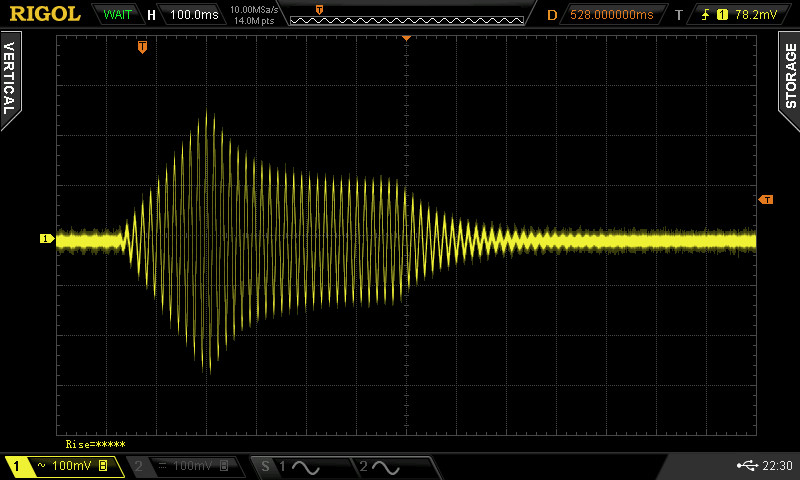 RIGOL WAIT H 100.0ms 10.00MSa/s D 528.000000ms T 1 78.2mV
14.0M pts
T
T
VERTICAL
STORAGE
T
1
Rise=*****
1 ~ 100mV B 2 100mV B S 1 2 22:30